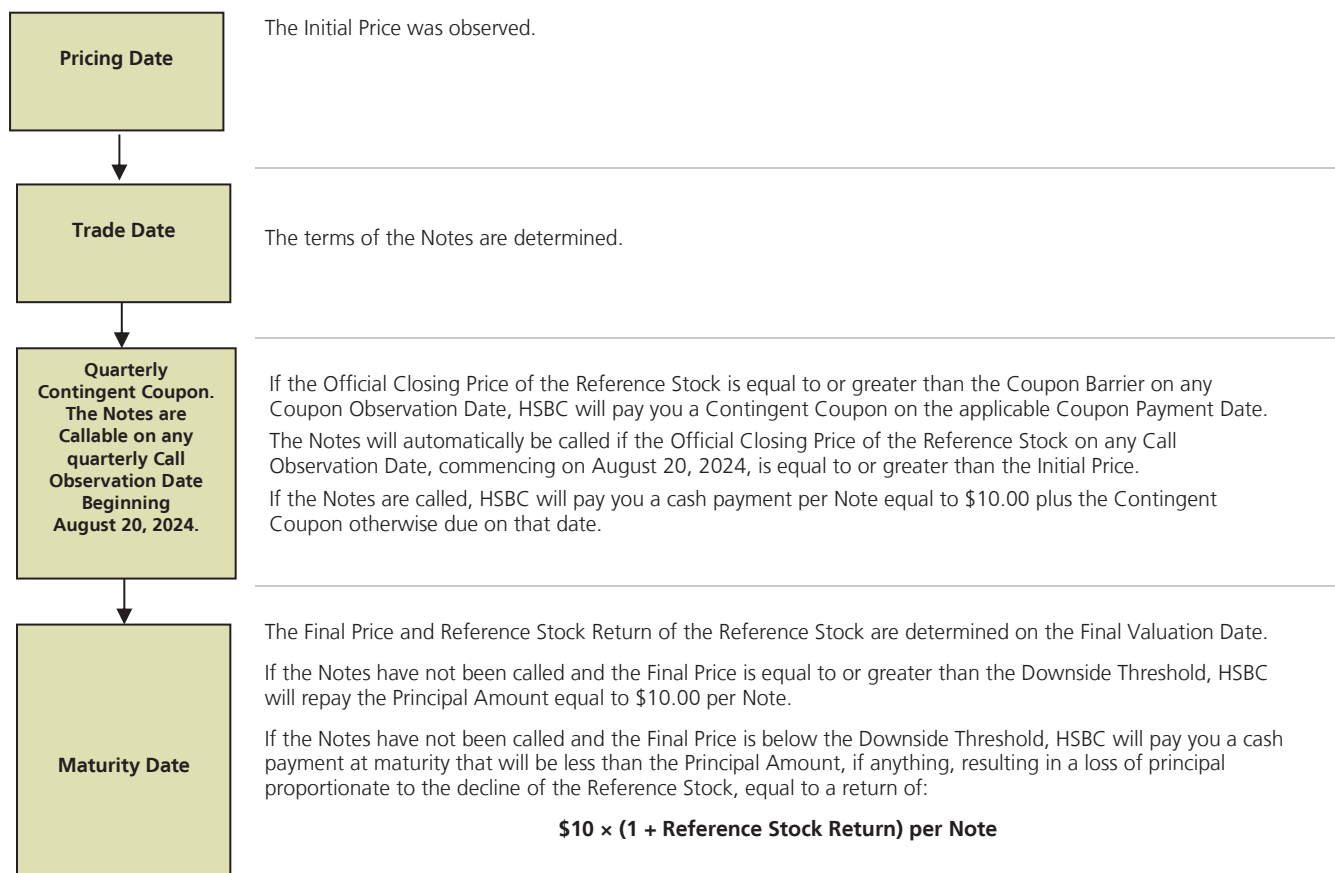 Pricing Date
The Initial Price was observed.
Trade Date
The terms of the Notes are determined.
Quarterly
Contingent Coupon.
The Notes are
Callable on any
quarterly Call
Observation Date
Beginning
August 20, 2024.
If the Official Closing Price of the Reference Stock is equal to or greater than the Coupon Barrier on any
Coupon Observation Date, HSBC will pay you a Contingent Coupon on the applicable Coupon Payment Date.
The Notes will automatically be called if the Official Closing Price of the Reference Stock on any Call
Observation Date, commencing on August 20, 2024, is equal to or greater than the Initial Price.
If the Notes are called, HSBC will pay you a cash payment per Note equal to $10.00 plus the Contingent
Coupon otherwise due on that date.
Maturity Date
The Final Price and Reference Stock Return of the Reference Stock are determined on the Final Valuation Date.
If the Notes have not been called and the Final Price is equal to or greater than the Downside Threshold, HSBC
will repay the Principal Amount equal to $10.00 per Note.
If the Notes have not been called and the Final Price is below the Downside Threshold, HSBC will pay you a cash
payment at maturity that will be less than the Principal Amount, if anything, resulting in a loss of principal
proportionate to the decline of the Reference Stock, equal to a return of:
$10 × (1 + Reference Stock Return) per Note